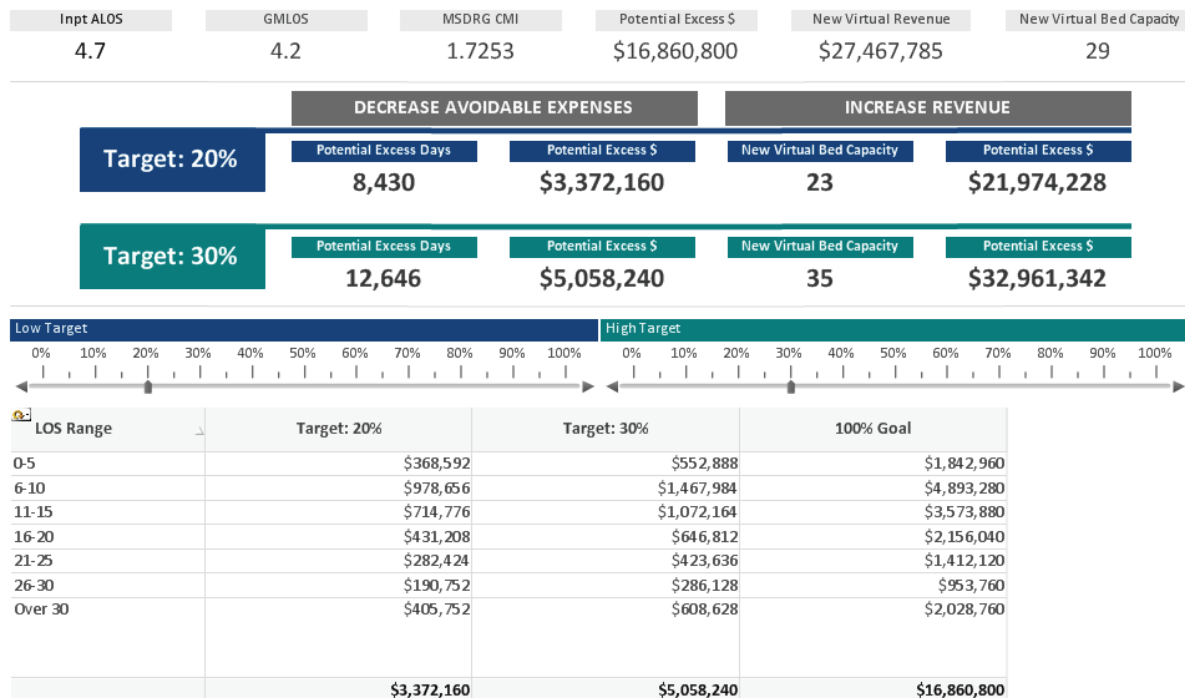 Inpt ALOS GMLOS MSDRG CMI Potential Excess $ New Virtual Revenue New Virtual Bed Capacity
4.7 4.2 1.7253 $16,860,800 $27,467,785 29
DECREASE AVOIDABLE EXPENSES INCREASE REVENUE
Target: 20%
Potential Excess Days Potential Excess $ New Virtual Bed Capacity Potential Excess $
8,430 $3,372,160 23 $21,974,228
Target: 30%
Potential Excess Days Potential Excess $ New Virtual Bed Capacity Potential Excess $
12,646 $5,058,240 35 $32,961,342
Low Target High Target
0% 10% 20% 30% 40% 50% 60% 70% 80% 90% 100% 0% 10% 20% 30% 40% 50% 60% 70% 80% 90% 100%
LOS Range Target: 20% Target: 30% 100% Goal
0-5 $368,592 $552,888 $1,842,960
6-10 $978,656 $1,467,984 $4,893,280
11-15 $714,776 $1,072,164 $3,573,880
16-20 $431,208 $646,812 $2,156,040
21-25 $282,424 $423,636 $1,412,120
26-30 $190,752 $286,128 $953,760
Over 30 $405,752 $608,628 $2,028,760
$3,372,160 $5,058,240 $16,860,800